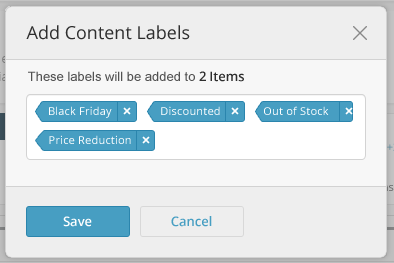 Add Content Labels
These labels will be added to 2 Items
Black Friday Discounted Out of Stock
Price Reduction
Save Cancel